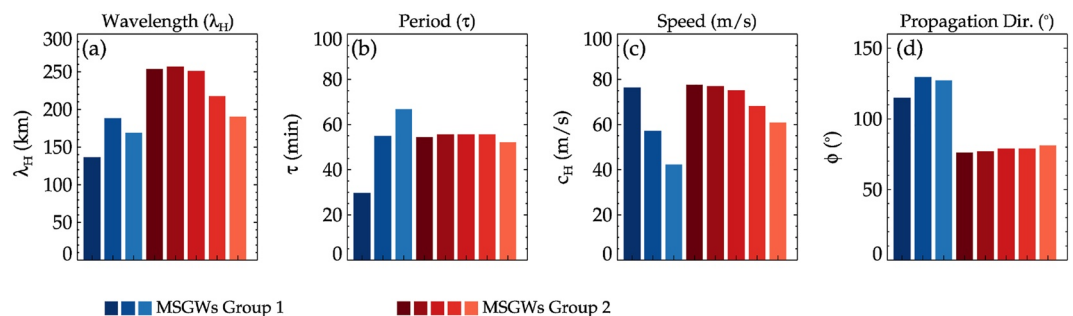 Wavelength (λH)
Period (τ)
Speed (m/s)
Propagation Dir. (°)
(a)
300
250
200
150
100
50
0
λH (km)
(b)
100
80
60
40
20
0
τ (min)
(c)
100
80
60
40
20
0
cH (m/s)
(d)
150
100
50
0
ϕ (°)
MSGWs Group 1
MSGWs Group 2